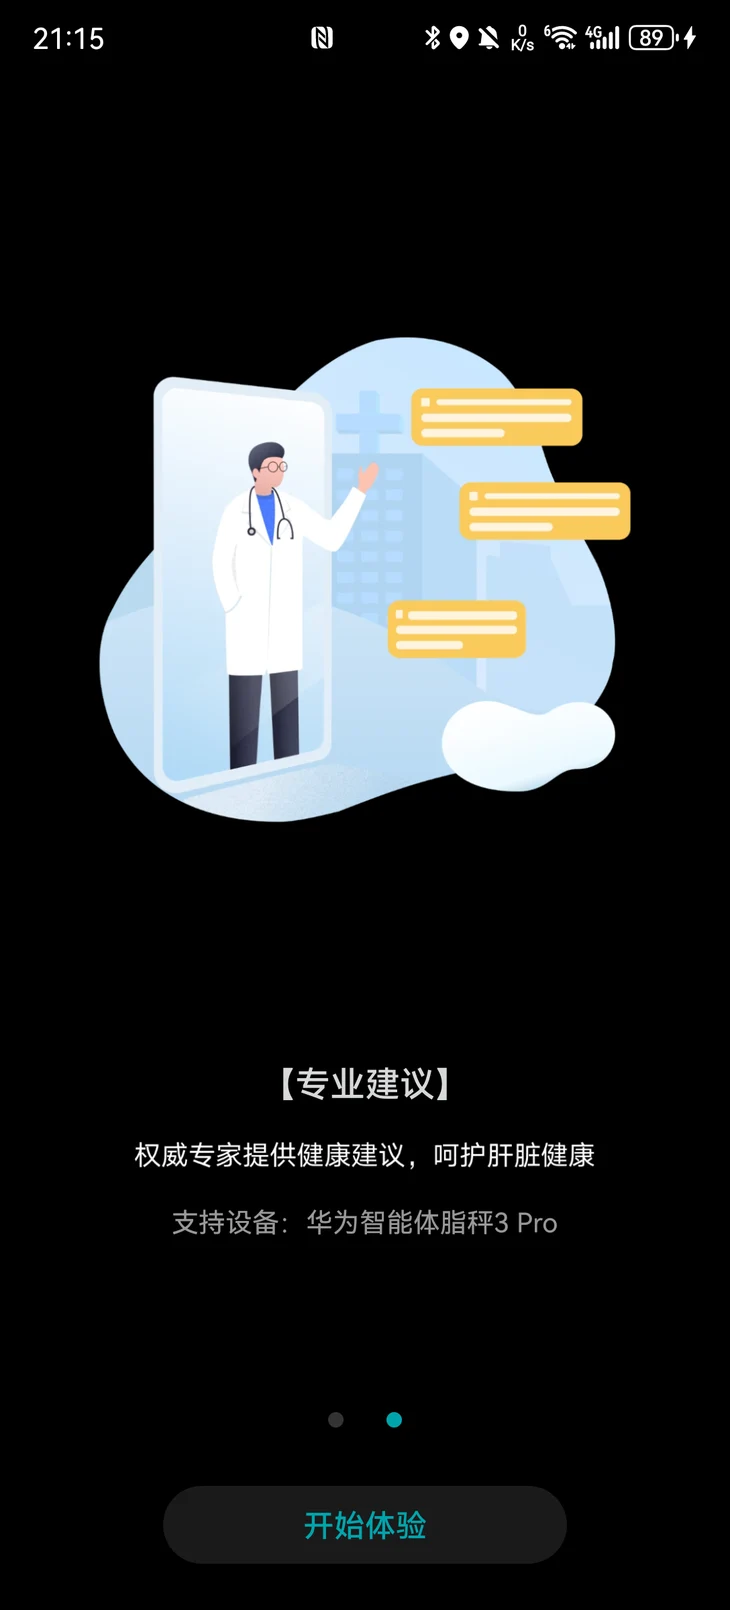 21:15
0 K/s 6 4G 89
【专业建议】
权威专家提供健康建议，呵护肝脏健康
支持设备：华为智能体脂秤3 Pro
开始体验